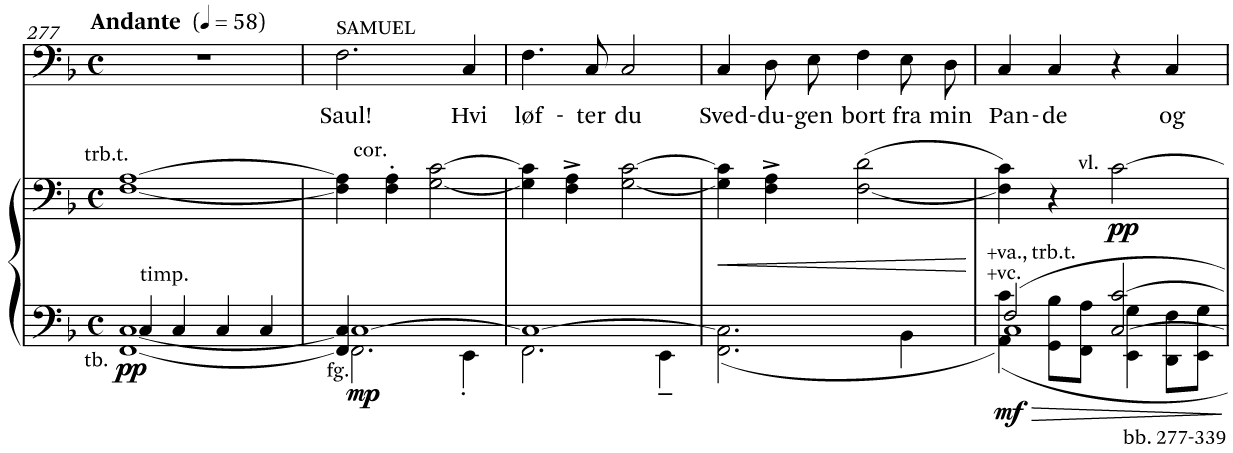 277 Andante (♩ = 58)
SAMUEL
Saul! Hvi løf - ter du Sved-du-gen bort fra min Pan-de og
trb.t. cor. vl.
pp
+va., trb.t.
+vc.
timp.
tb. pp fg. mp mf
bb. 277-339